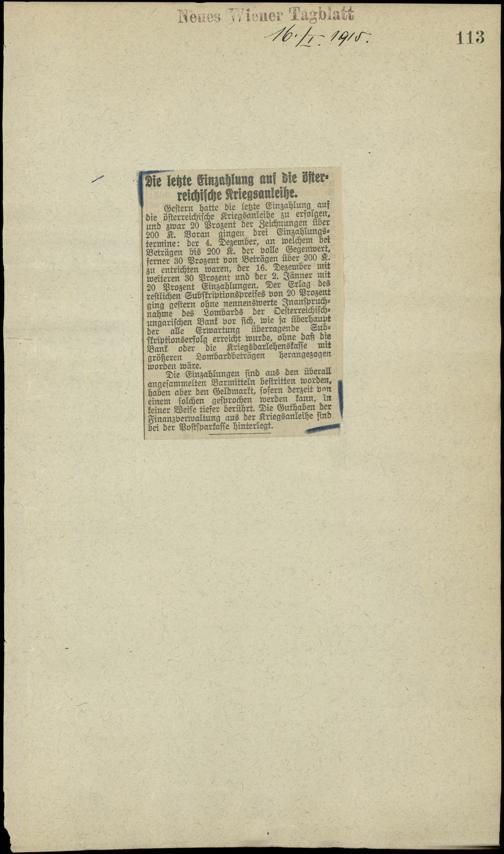 Neues Wiener Tagblatt
16./I. 1915.
113
Die letzte Einzahlung auf die öster-
reichische Kriegsanleihe.
Gestern hatte die letzte Einzahlung auf
die österreichische Kriegsanleihe zu erfolgen,
und zwar 20 Prozent der Zeichnungen über
200 K. Voran gingen drei Einzahlungs-
termine: der 4. Dezember, an welchem bei
Beträgen bis 200 K. der volle Gegenwert,
ferner 30 Prozent von Beträgen über 200 K.
zu entrichten waren, der 16. Dezember mit
weiteren 30 Prozent und der 2. Jänner mit
20 Prozent Einzahlungen. Der Erlag des
restlichen Subskriptionspreises von 20 Prozent
ging gestern ohne nennenswerte Inanspruch-
nahme des Lombards der Oesterreichisch-
ungarischen Bank vor sich, wie ja überhaupt
der alle Erwartung überragende Sub-
skriptionserfolg erreicht wurde, ohne daß die
Bank oder die Kriegsdarlehenskasse mit
größeren Lombardbeträgen herangezogen
worden wäre.
Die Einzahlungen sind aus den überall
angesammelten Barmitteln bestritten worden,
haben aber den Geldmarkt, sofern derzeit von
einem solchen gesprochen werden kann, in
keiner Weise tiefer berührt. Die Guthaben der
Finanzverwaltung aus der Kriegsanleihe sind
bei der Postsparkasse hinterlegt.